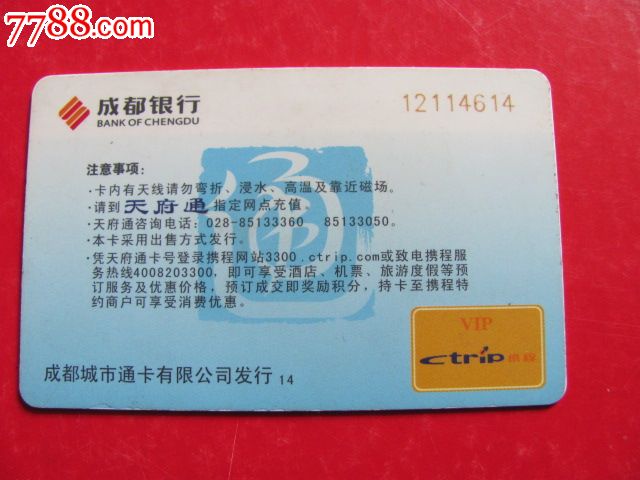 7788.com
成都银行
BANK OF CHENGDU
12114614
注意事项：
·卡内有天线请勿弯折、浸水、高温及靠近磁场。
·请到天府通指定网点充值。
·天府通咨询电话：028-85133360 85133050。
·本卡采用出售方式发行。
·凭天府通卡号登录携程网站3300.ctrip.com或致电携程服
务热线4008203300，即可享受酒店、机票、旅游度假等预
订服务及优惠价格，预订成交即奖励积分，持卡至携程特
约商户可享受消费优惠。
通
VIP
ctrip 携程
成都城市通卡有限公司发行 14